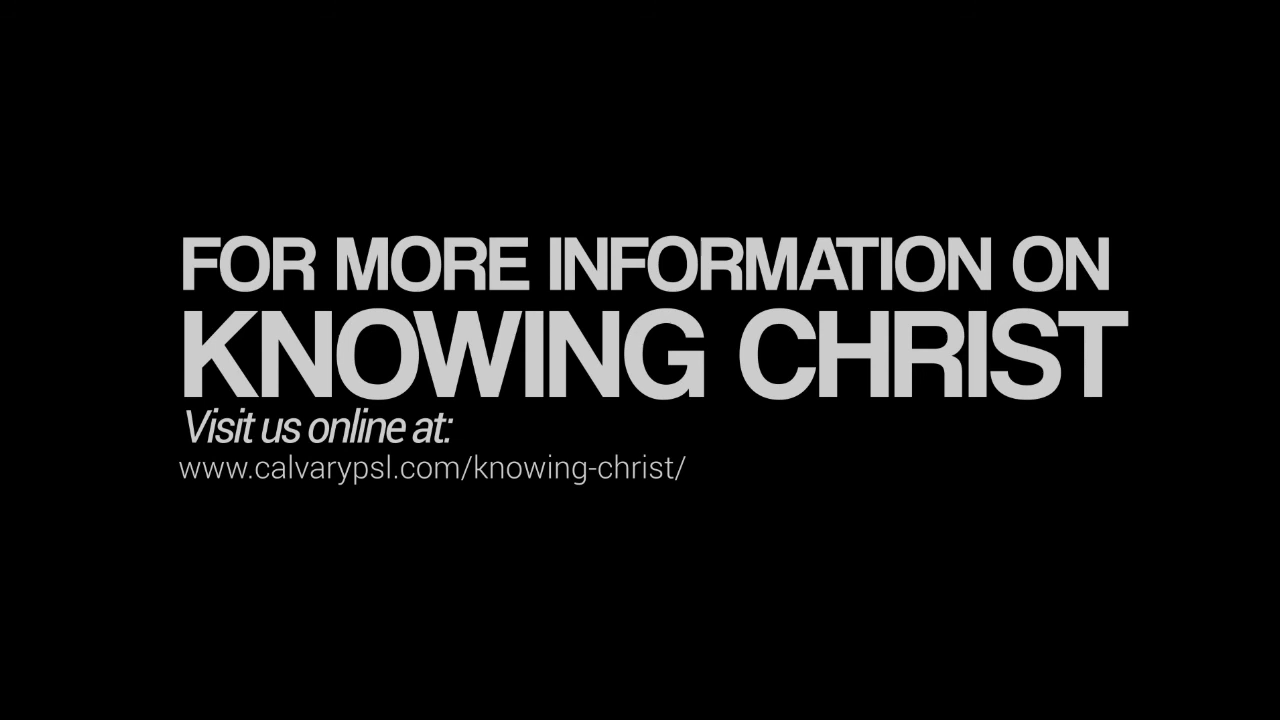 FOR MORE INFORMATION ON
KNOWING CHRIST
Visit us online at:
www.calvarypsl.com/knowing-christ/